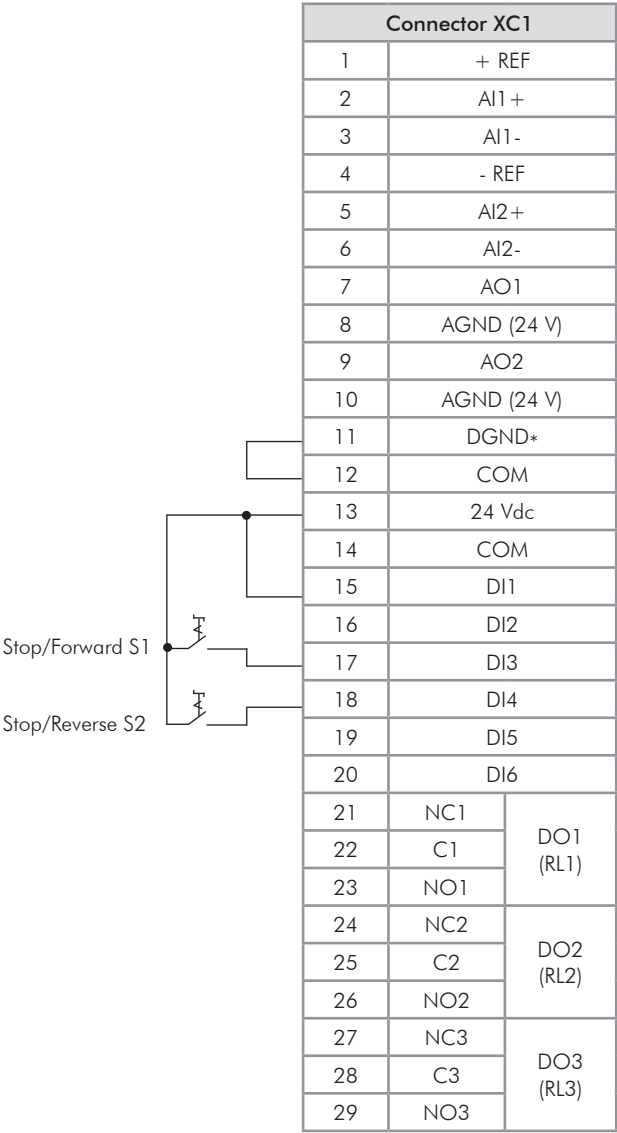 Connector XC1
1 + REF
2 AI1+
3 AI1-
4 - REF
5 AI2+
6 AI2-
7 AO1
8 AGND (24 V)
9 AO2
10 AGND (24 V)
11 DGND*
12 COM
13 24 Vdc
14 COM
15 DI1
16 DI2
Stop/Forward S1
17 DI3
18 DI4
Stop/Reverse S2
19 DI5
20 DI6
21 NC1
22 C1
23 NO1
DO1
(RL1)
24 NC2
25 C2
26 NO2
DO2
(RL2)
27 NC3
28 C3
29 NO3
DO3
(RL3)